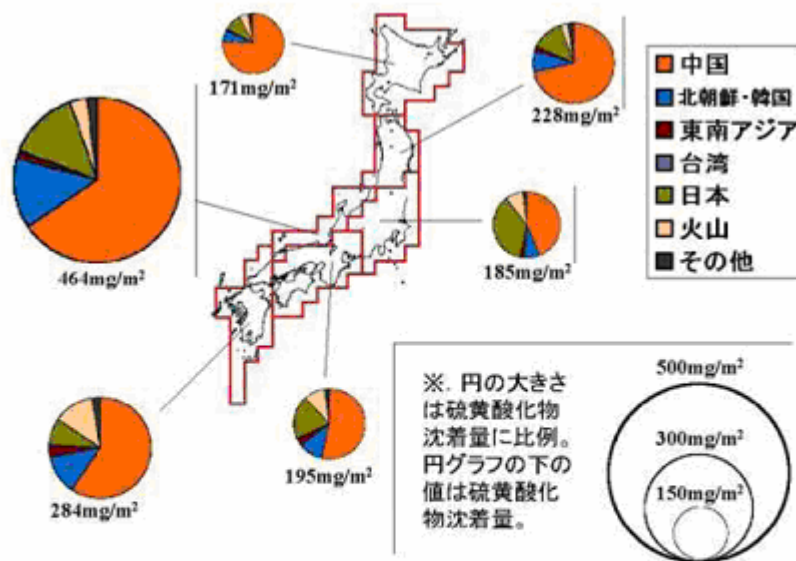 171mg/m²
228mg/m²
464mg/m²
185mg/m²
284mg/m²
195mg/m²
中国
北朝鮮・韓国
東南アジア
台湾
日本
火山
その他
※. 円の大きさ
は硫黄酸化物
沈着量に比例。
円グラフの下の
値は硫黄酸化
物沈着量。
500mg/m²
300mg/m²
150mg/m²